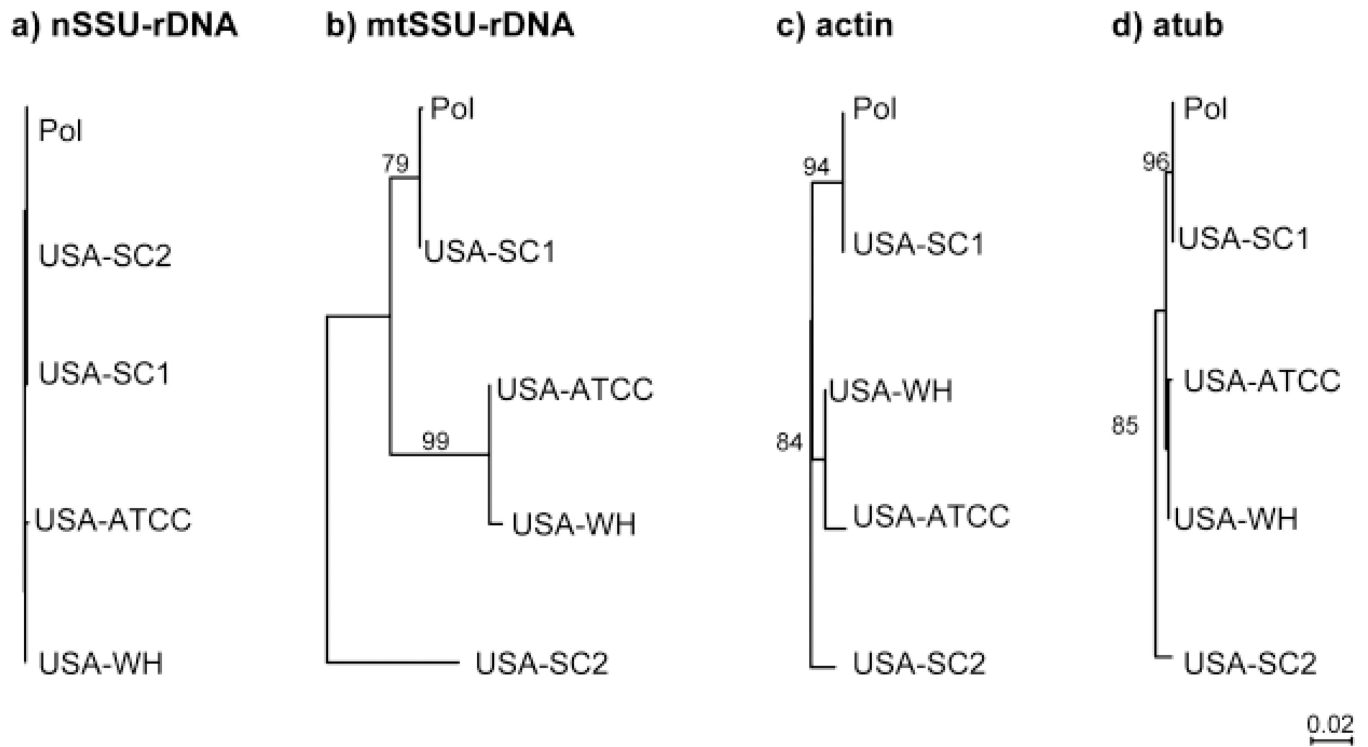 a) nSSU-rDNA
b) mtSSU-rDNA
c) actin
d) atub
Pol
USA-SC2
USA-SC1
USA-ATCC
USA-WH
Pol
79
USA-SC1
USA-ATCC
99
USA-WH
USA-SC2
Pol
94
USA-SC1
USA-WH
84
USA-ATCC
USA-SC2
Pol
96
USA-SC1
USA-ATCC
85
USA-WH
USA-SC2
0.02